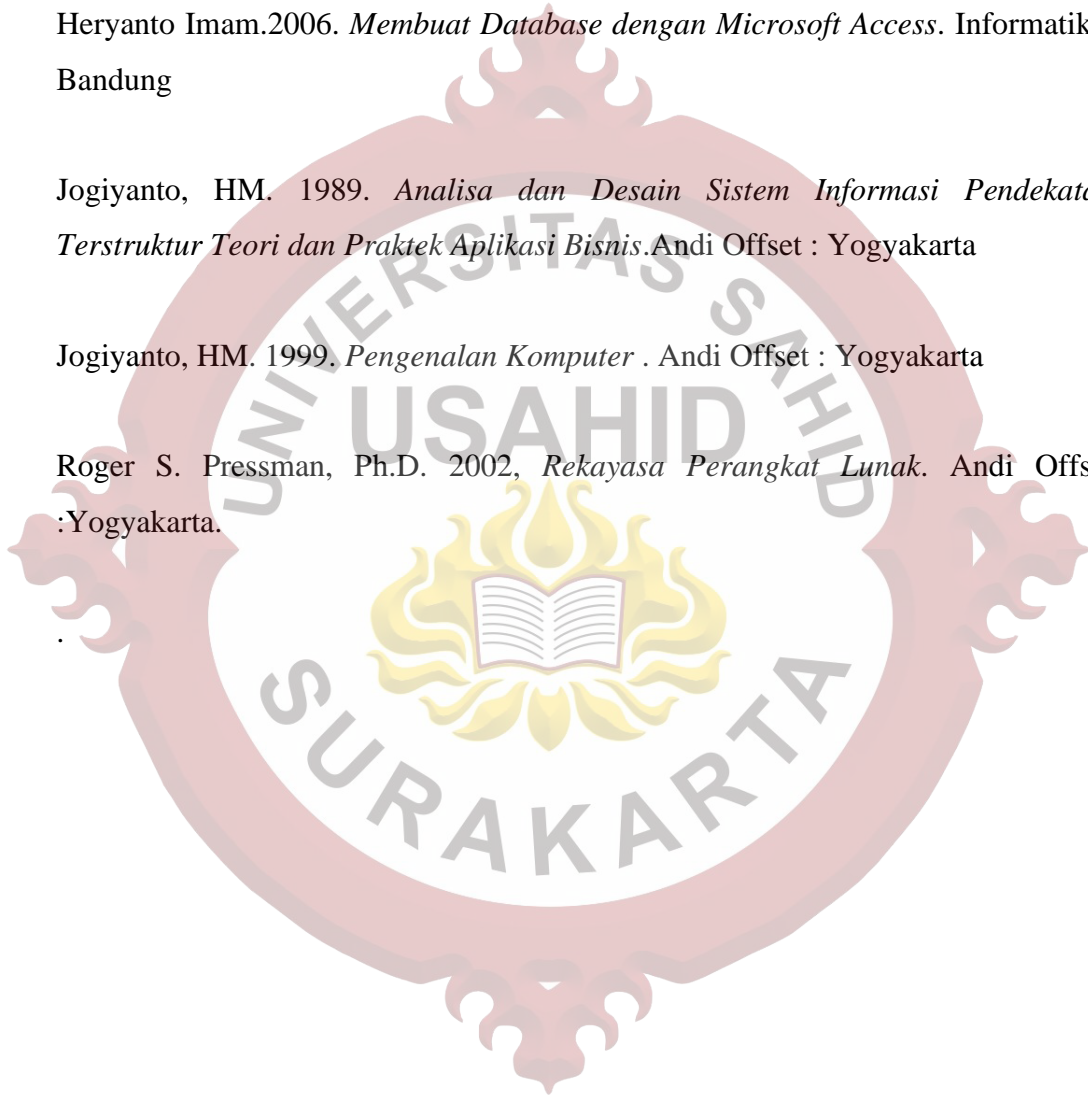 Heryanto Imam.2006. Membuat Database dengan Microsoft Access. Informatik
Bandung
Jogiyanto, HM. 1989. Analisa dan Desain Sistem Informasi Pendekata
Terstruktur Teori dan Praktek Aplikasi Bisnis.Andi Offset : Yogyakarta
Jogiyanto, HM. 1999. Pengenalan Komputer . Andi Offset : Yogyakarta
Roger S. Pressman, Ph.D. 2002, Rekayasa Perangkat Lunak. Andi Offs
:Yogyakarta.
.
UNIVERSITAS SAHID
USAHID
SURAKARTA